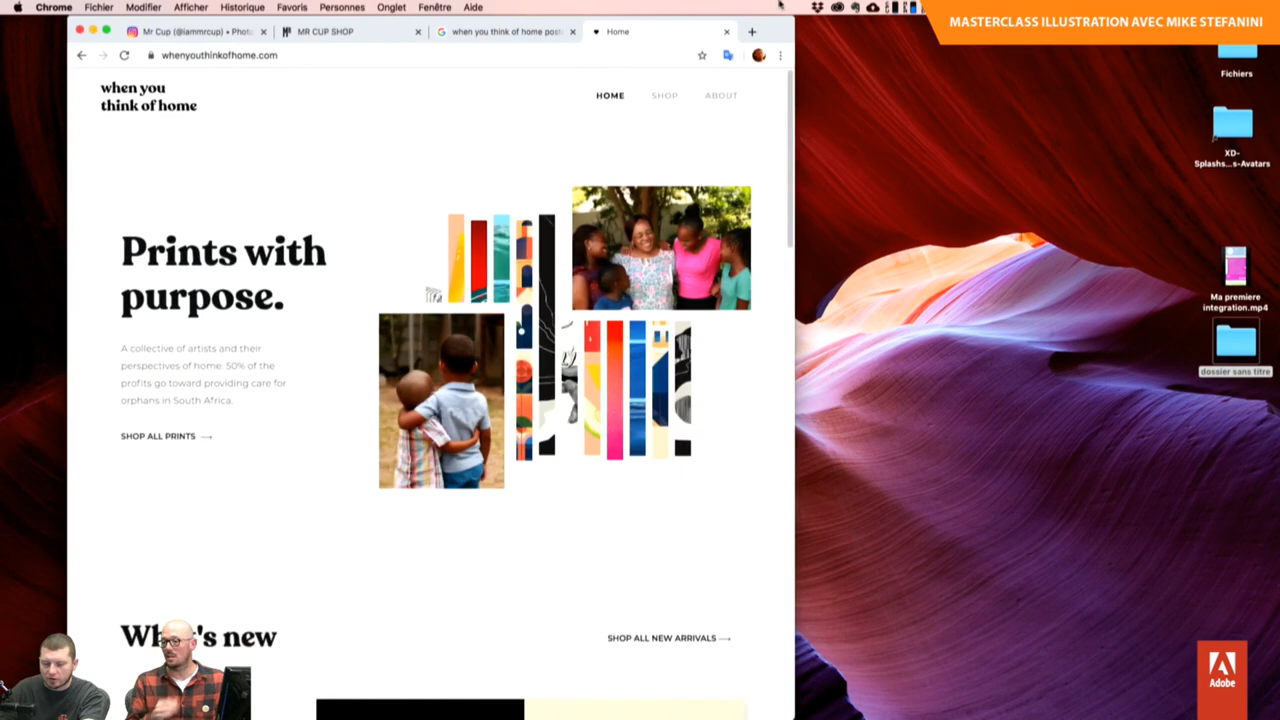 Chrome Fichier Modifier Afficher Historique Favoris Personnes Onglet Fenêtre Aide
MASTERCLASS ILLUSTRATION AVEC MIKE STEFANINI
Mr Cup (@iammrcup) • Phot
MR CUP SHOP
when you think of home post
Home
whenyouthinkofhome.com
when you
think of home
HOME SHOP ABOUT
Prints with
purpose.
A collective of artists and their
perspectives of home. 50% of the
profits go toward providing care for
orphans in South Africa.
SHOP ALL PRINTS
What's new
SHOP ALL NEW ARRIVALS
Fichiers
XD-
Splashs...s-Avatars
Ma premiere
integration.mp4
dossier sans titre
Adobe